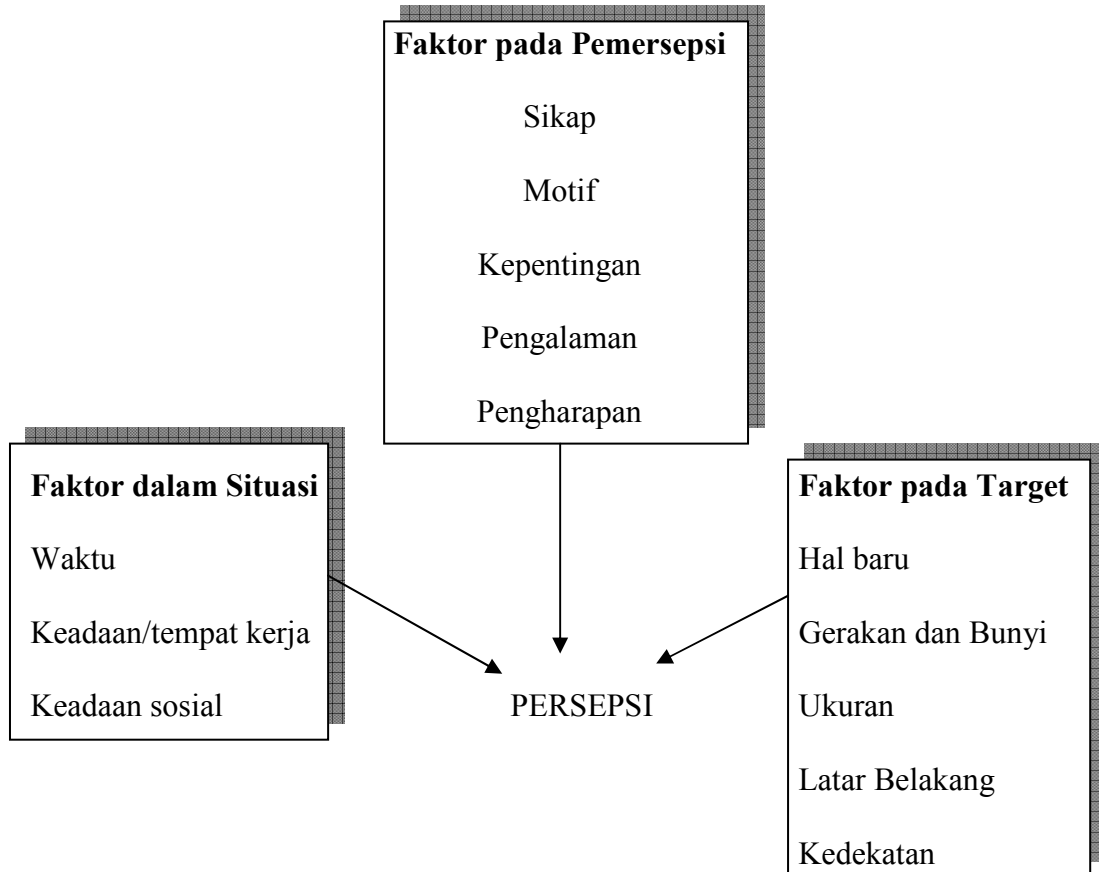 Faktor pada Pemersepsi
Sikap
Motif
Kepentingan
Pengalaman
Pengharapan
Faktor dalam Situasi
Waktu
Keadaan/tempat kerja
Keadaan sosial
PERSEPSI
Faktor pada Target
Hal baru
Gerakan dan Bunyi
Ukuran
Latar Belakang
Kedekatan